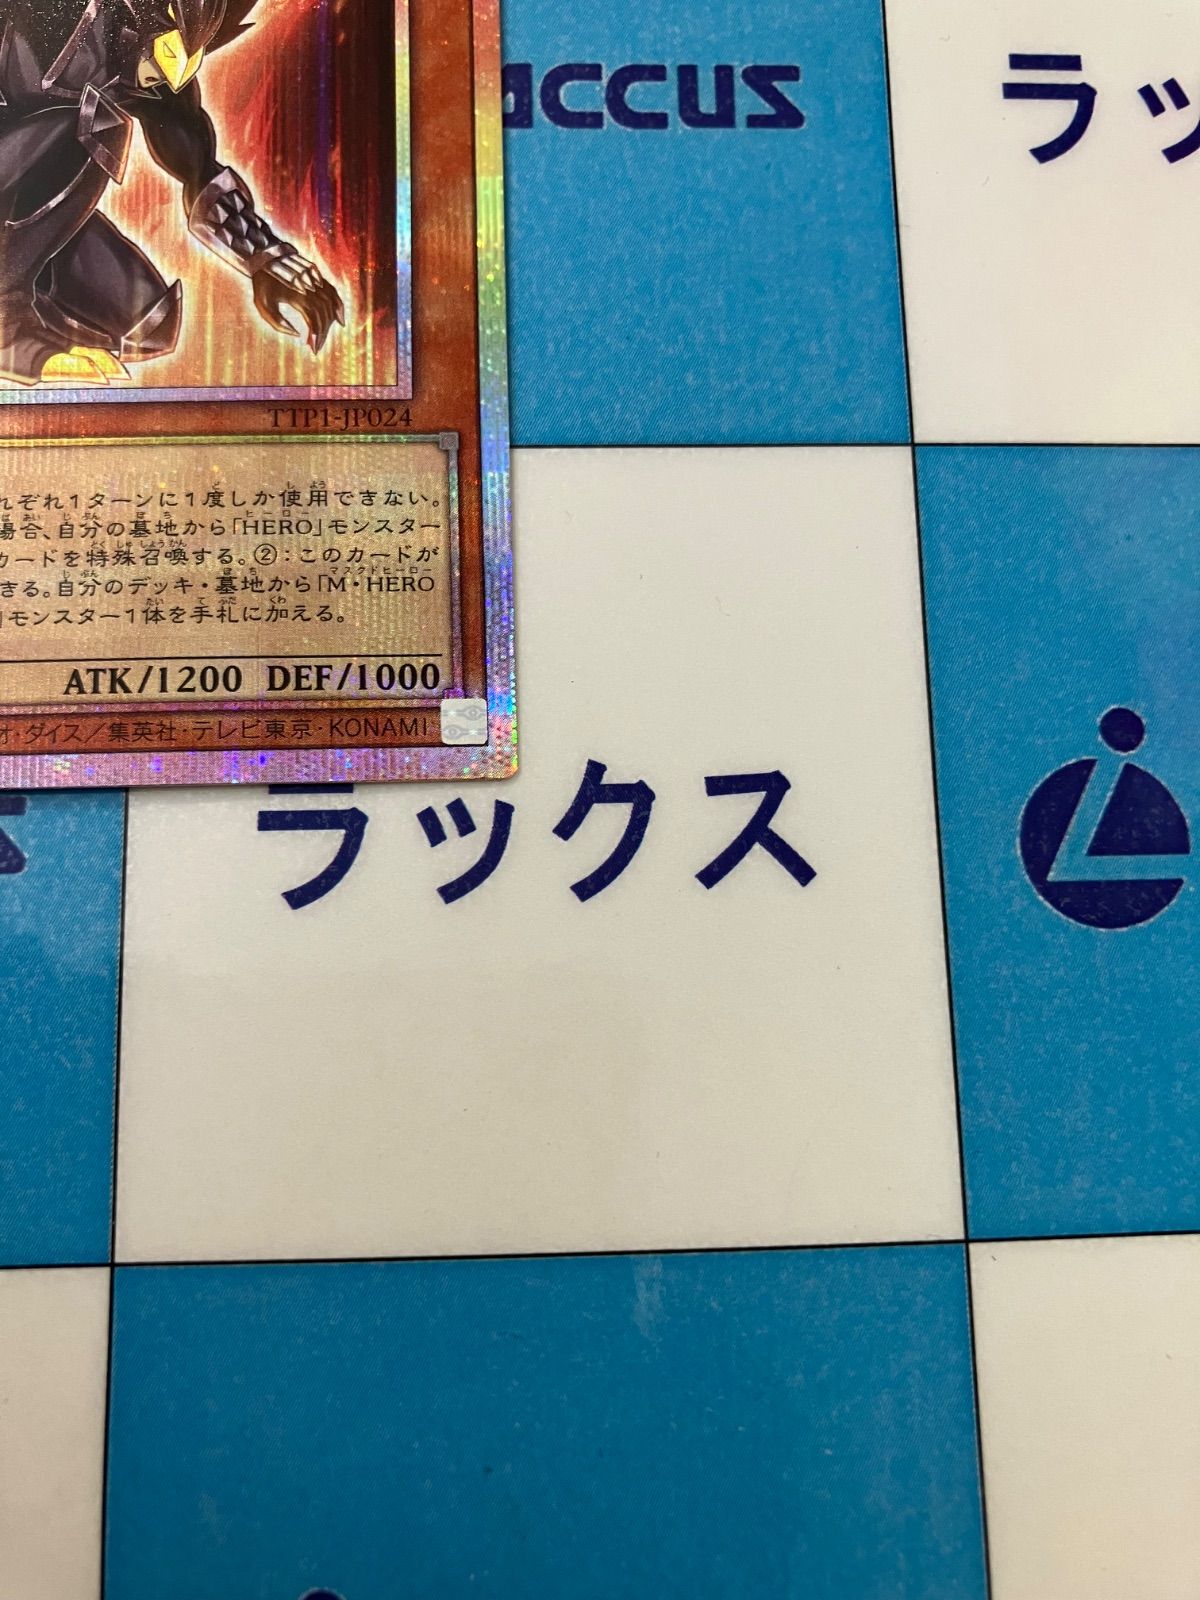 accus
ラッ
TTP1-JP024
れぞれ1ターンに1度しか使用できない。
場合、自分の墓地から「HERO」モンスター
カードを特殊召喚する。②：このカードが
きる。自分のデッキ・墓地から「M・HERO
」モンスター1体を手札に加える。
ATK/1200 DEF/1000
オ・ダイス／集英社・テレビ東京・KONAMI
ラックス